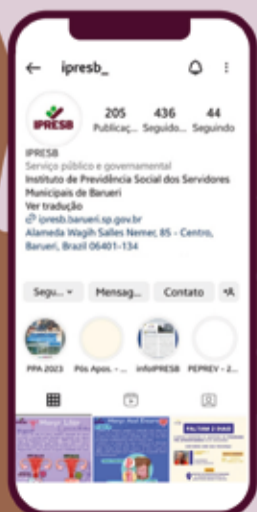 ipresb_
IPRESB
205 436 44
Publicaç... Seguido... Seguindo
IPRESB
Serviço público e governamental
Instituto de Previdência Social dos Servidores
Municipais de Barueri
Ver tradução
ipresb.barueri.sp.gov.br
Alameda Wagih Salles Nemer, 85 - Centro,
Barueri, Brazil 06401-134
Segu... Mensag... Contato
PPA 2023 Pós Apos. - ... infoIPRESB PEPREV - 2...
Março Lilás
FALTAM 2 DIAS